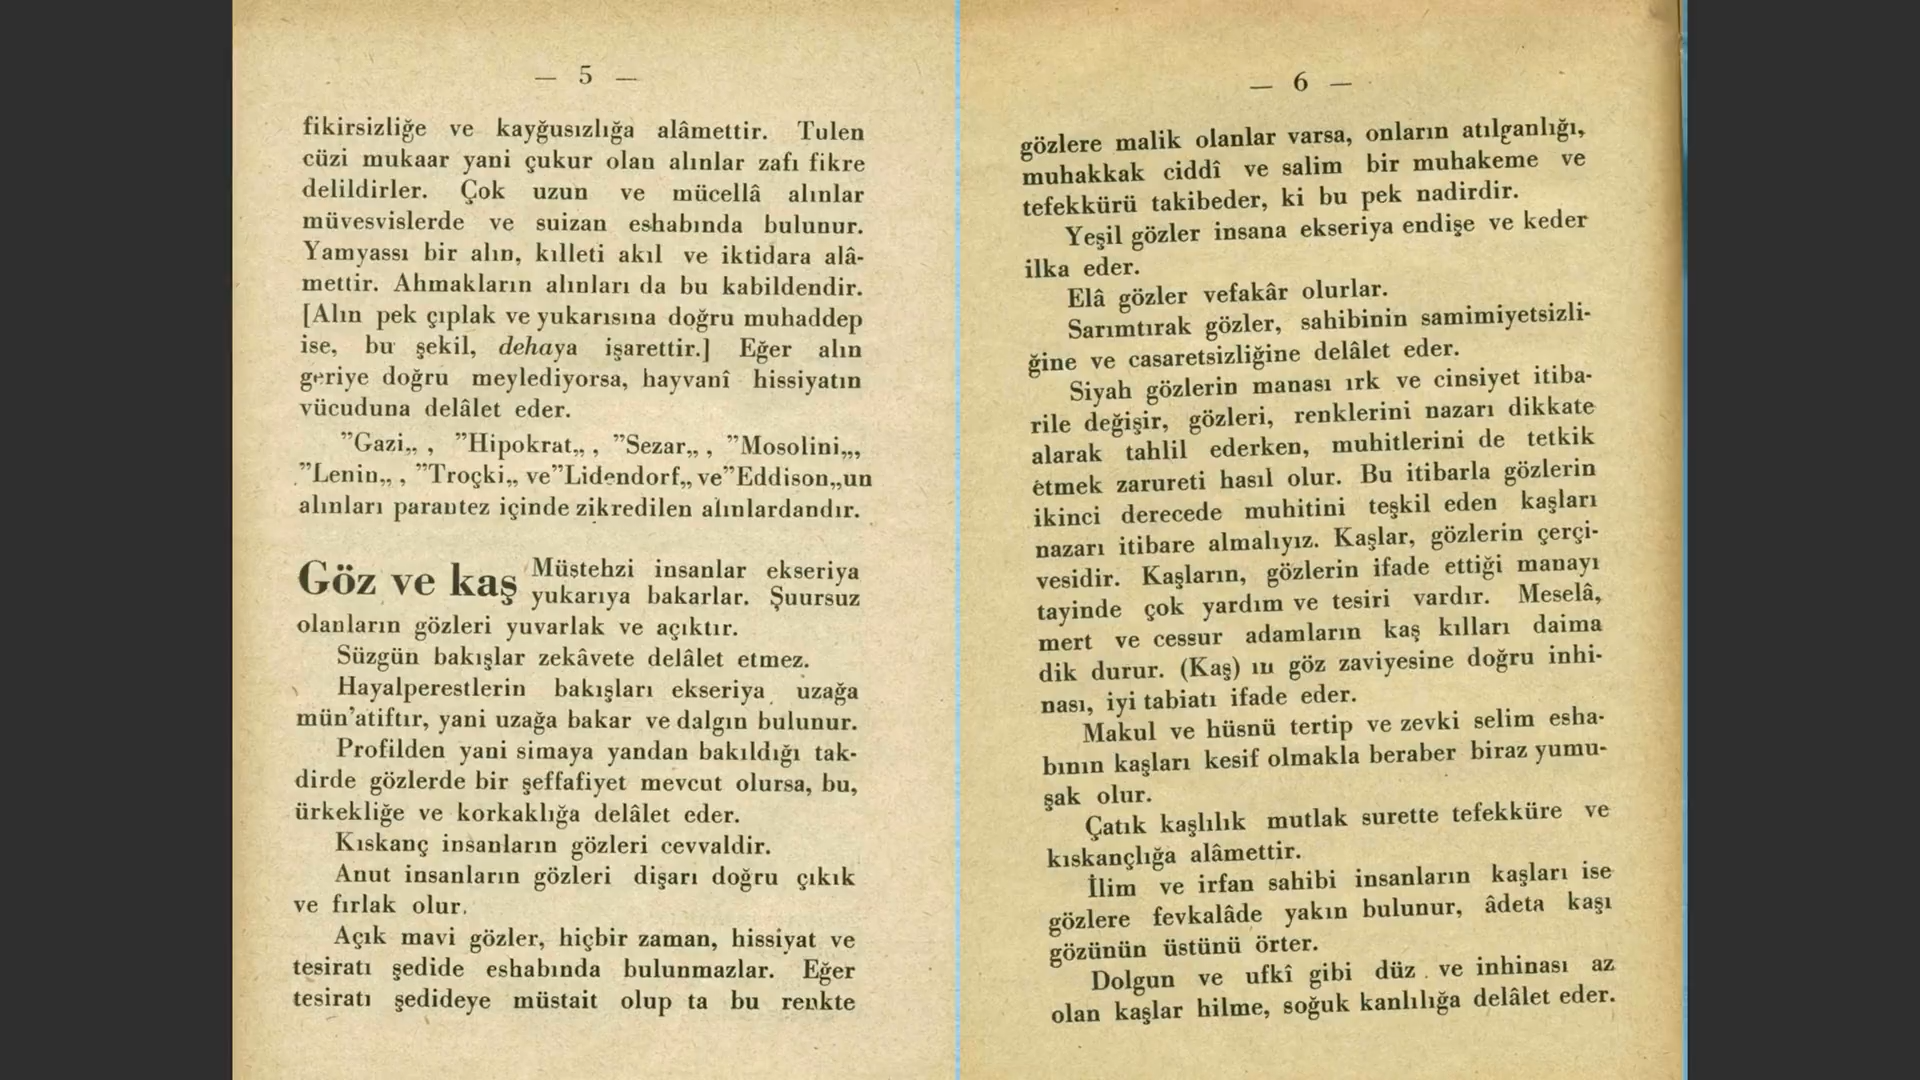 — 5 —
fikirsizliğe ve kayğusızlığa alâmettir. Tulen
cüzi mukaar yani çukur olan alınlar zafı fikre
delildirler. Çok uzun ve mücellâ alınlar
müvesvislerde ve suizan eshabında bulunur.
Yamyassı bir alın, kılleti akıl ve iktidara alâ-
mettir. Ahmakların alınları da bu kabildendir.
[Alın pek çıplak ve yukarısına doğru muhaddep
ise, bu şekil, dehaya işarettir.] Eğer alın
geriye doğru meylediyorsa, hayvanî hissiyatın
vücuduna delâlet eder.
”Gazi„ , ”Hipokrat„ , ”Sezar„ , ”Mosolini„,
”Lenin„ , ”Troçki„ ve”Lidendorf„ ve”Eddison„un
alınları parantez içinde zikredilen alınlardandır.
Göz ve kaş Müstehzi insanlar ekseriya
yukarıya bakarlar. Şuursuz
olanların gözleri yuvarlak ve açıktır.
Süzgün bakışlar zekâvete delâlet etmez.
Hayalperestlerin bakışları ekseriya uzağa
mün’atiftır, yani uzağa bakar ve dalgın bulunur.
Profilden yani simaya yandan bakıldığı tak-
dirde gözlerde bir şeffafiyet mevcut olursa, bu,
ürkekliğe ve korkaklığa delâlet eder.
Kıskanç insanların gözleri cevvaldir.
Anut insanların gözleri dışarı doğru çıkık
ve fırlak olur.
Açık mavi gözler, hiçbir zaman, hissiyat ve
tesiratı şedide eshabında bulunmazlar. Eğer
tesiratı şedideye müstait olup ta bu renkte
— 6 —
gözlere malik olanlar varsa, onların atılganlığı,
muhakkak ciddî ve salim bir muhakeme ve
tefekkürü takibeder, ki bu pek nadirdir.
Yeşil gözler insana ekseriya endişe ve keder
ilka eder.
Elâ gözler vefakâr olurlar.
Sarımtırak gözler, sahibinin samimiyetsizli-
ğine ve casaretsizliğine delâlet eder.
Siyah gözlerin manası ırk ve cinsiyet itiba-
rile değişir, gözleri, renklerini nazarı dikkate
alarak tahlil ederken, muhitlerini de tetkik
etmek zarureti hasıl olur. Bu itibarla gözlerin
ikinci derecede muhitini teşkil eden kaşları
nazarı itibare almalıyız. Kaşlar, gözlerin çerçi-
vesidir. Kaşların, gözlerin ifade ettiği manayı
tayinde çok yardım ve tesiri vardır. Meselâ,
mert ve cessur adamların kaş kılları daima
dik durur. (Kaş) ın göz zaviyesine doğru inhi-
nası, iyi tabiatı ifade eder.
Makul ve hüsnü tertip ve zevki selim esha-
bının kaşları kesif olmakla beraber biraz yumu-
şak olur.
Çatık kaşlılık mutlak surette tefekküre ve
kıskançlığa alâmettir.
İlim ve irfan sahibi insanların kaşları ise
gözlere fevkalâde yakın bulunur, âdeta kaşı
gözünün üstünü örter.
Dolgun ve ufkî gibi düz ve inhinası az
olan kaşlar hilme, soğuk kanlılığa delâlet eder.